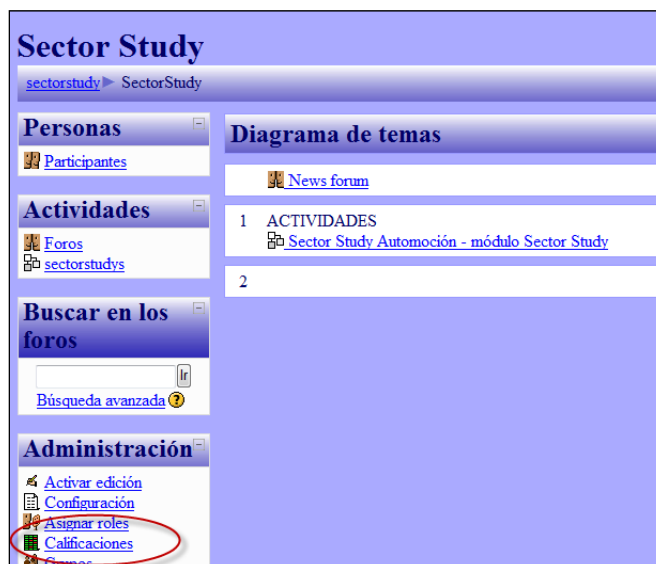 Sector Study
sectorstudy ► SectorStudy
Personas
Participantes
Actividades
Foros
sectorstudys
Buscar en los
foros
Ir
Búsqueda avanzada ?
Administración
Activar edición
Configuración
Asignar roles
Calificaciones
Grupos
Diagrama de temas
News forum
1 ACTIVIDADES
Sector Study Automoción - módulo Sector Study
2